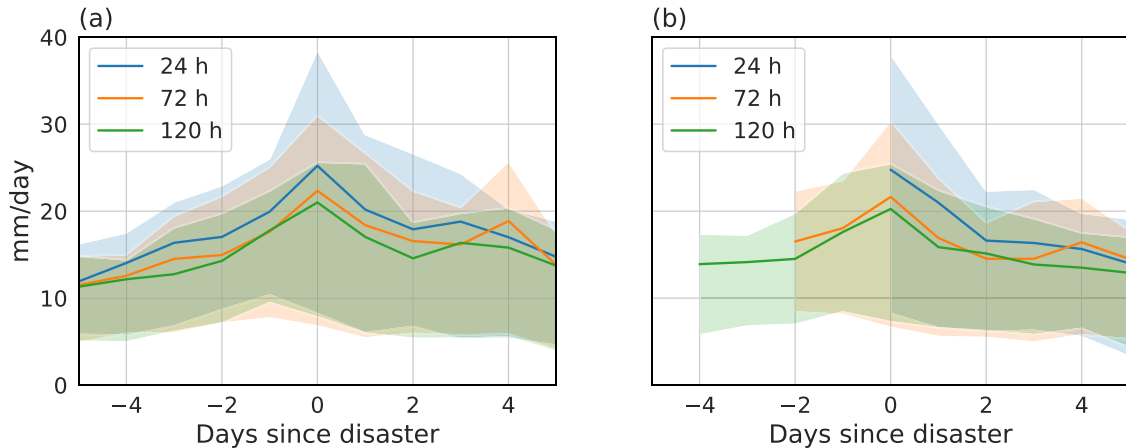 (a)
24 h
72 h
120 h
mm/day
40
30
20
10
0
−4
−2
0
2
4
Days since disaster
(b)
24 h
72 h
120 h
−4
−2
0
2
4
Days since disaster